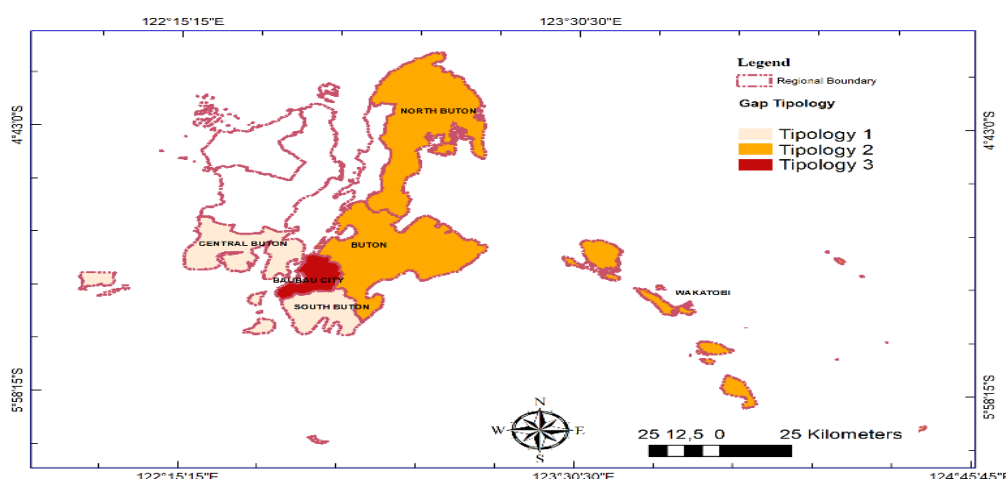 122°15'15"E 123°30'30"E
Legend
Regional Boundary
Gap Tipology
Tipology 1
Tipology 2
Tipology 3
4°43'0"S 4°43'0"S
NORTH BUTON
CENTRAL BUTON
BUTON
BAUBAU CITY
SOUTH BUTON
WAKATOBI
5°58'15"S 5°58'15"S
N
W E
S
25 12,5 0 25 Kilometers
122°15'15"E 123°30'30"E 124°45'45"E